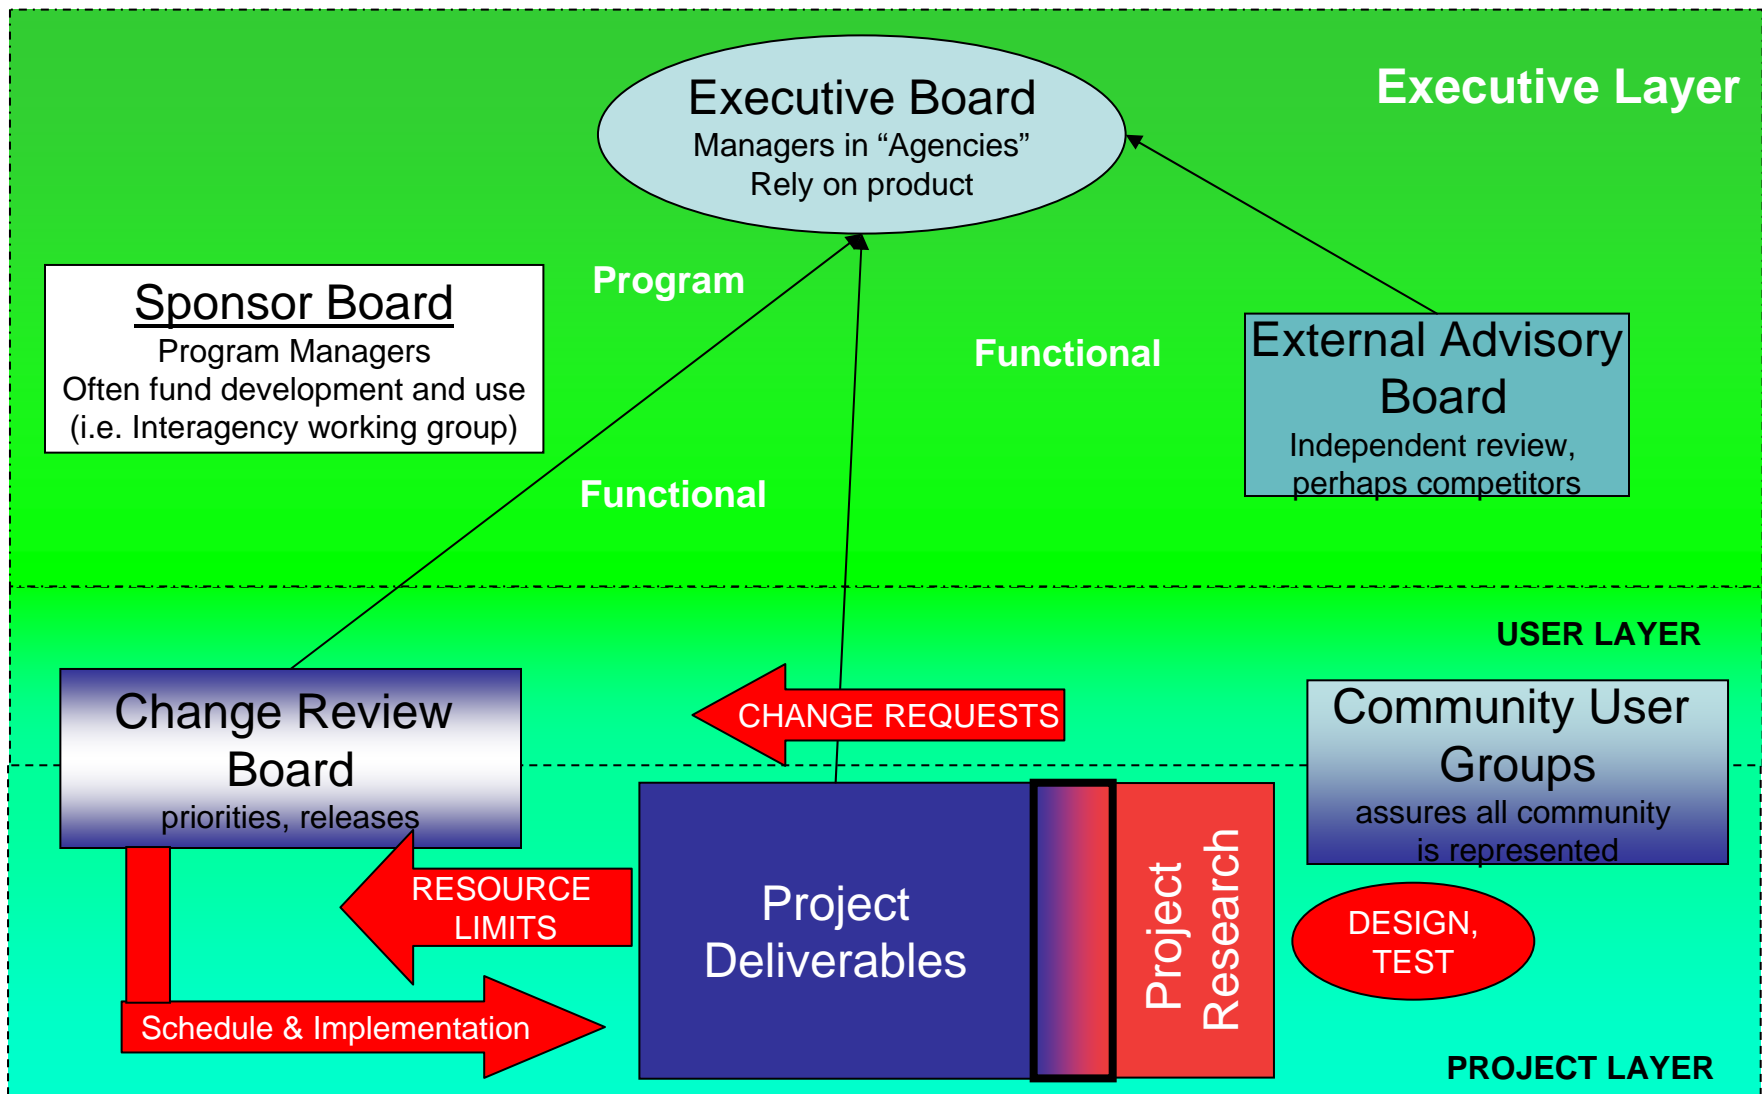 Executive Layer
Executive Board
Managers in “Agencies”
Rely on product
Program
Sponsor Board
Program Managers
Often fund development and use
(i.e. Interagency working group)
Functional
External Advisory
Board
Independent review,
perhaps competitors
Functional
USER LAYER
Change Review
Board
priorities, releases
CHANGE REQUESTS
Community User
Groups
assures all community
is represented
RESOURCE
LIMITS
Project
Deliverables
Project
Research
DESIGN,
TEST
Schedule & Implementation
PROJECT LAYER